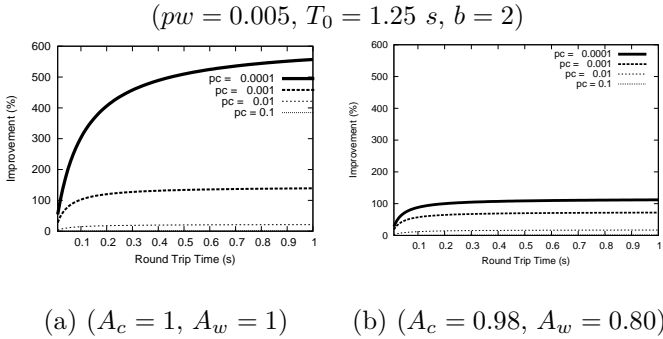 (pw = 0.005, T₀ = 1.25 s, b = 2)
600
500
400
300
200
100
0
Improvement (%)
pc = 0.0001
pc = 0.001
pc = 0.01
pc = 0.1
0.1 0.2 0.3 0.4 0.5 0.6 0.7 0.8 0.9 1
Round Trip Time (s)
600
500
400
300
200
100
0
Improvement (%)
pc = 0.0001
pc = 0.001
pc = 0.01
pc = 0.1
0.1 0.2 0.3 0.4 0.5 0.6 0.7 0.8 0.9 1
Round Trip Time (s)
(a) (A_c = 1, A_w = 1)
(b) (A_c = 0.98, A_w = 0.80)